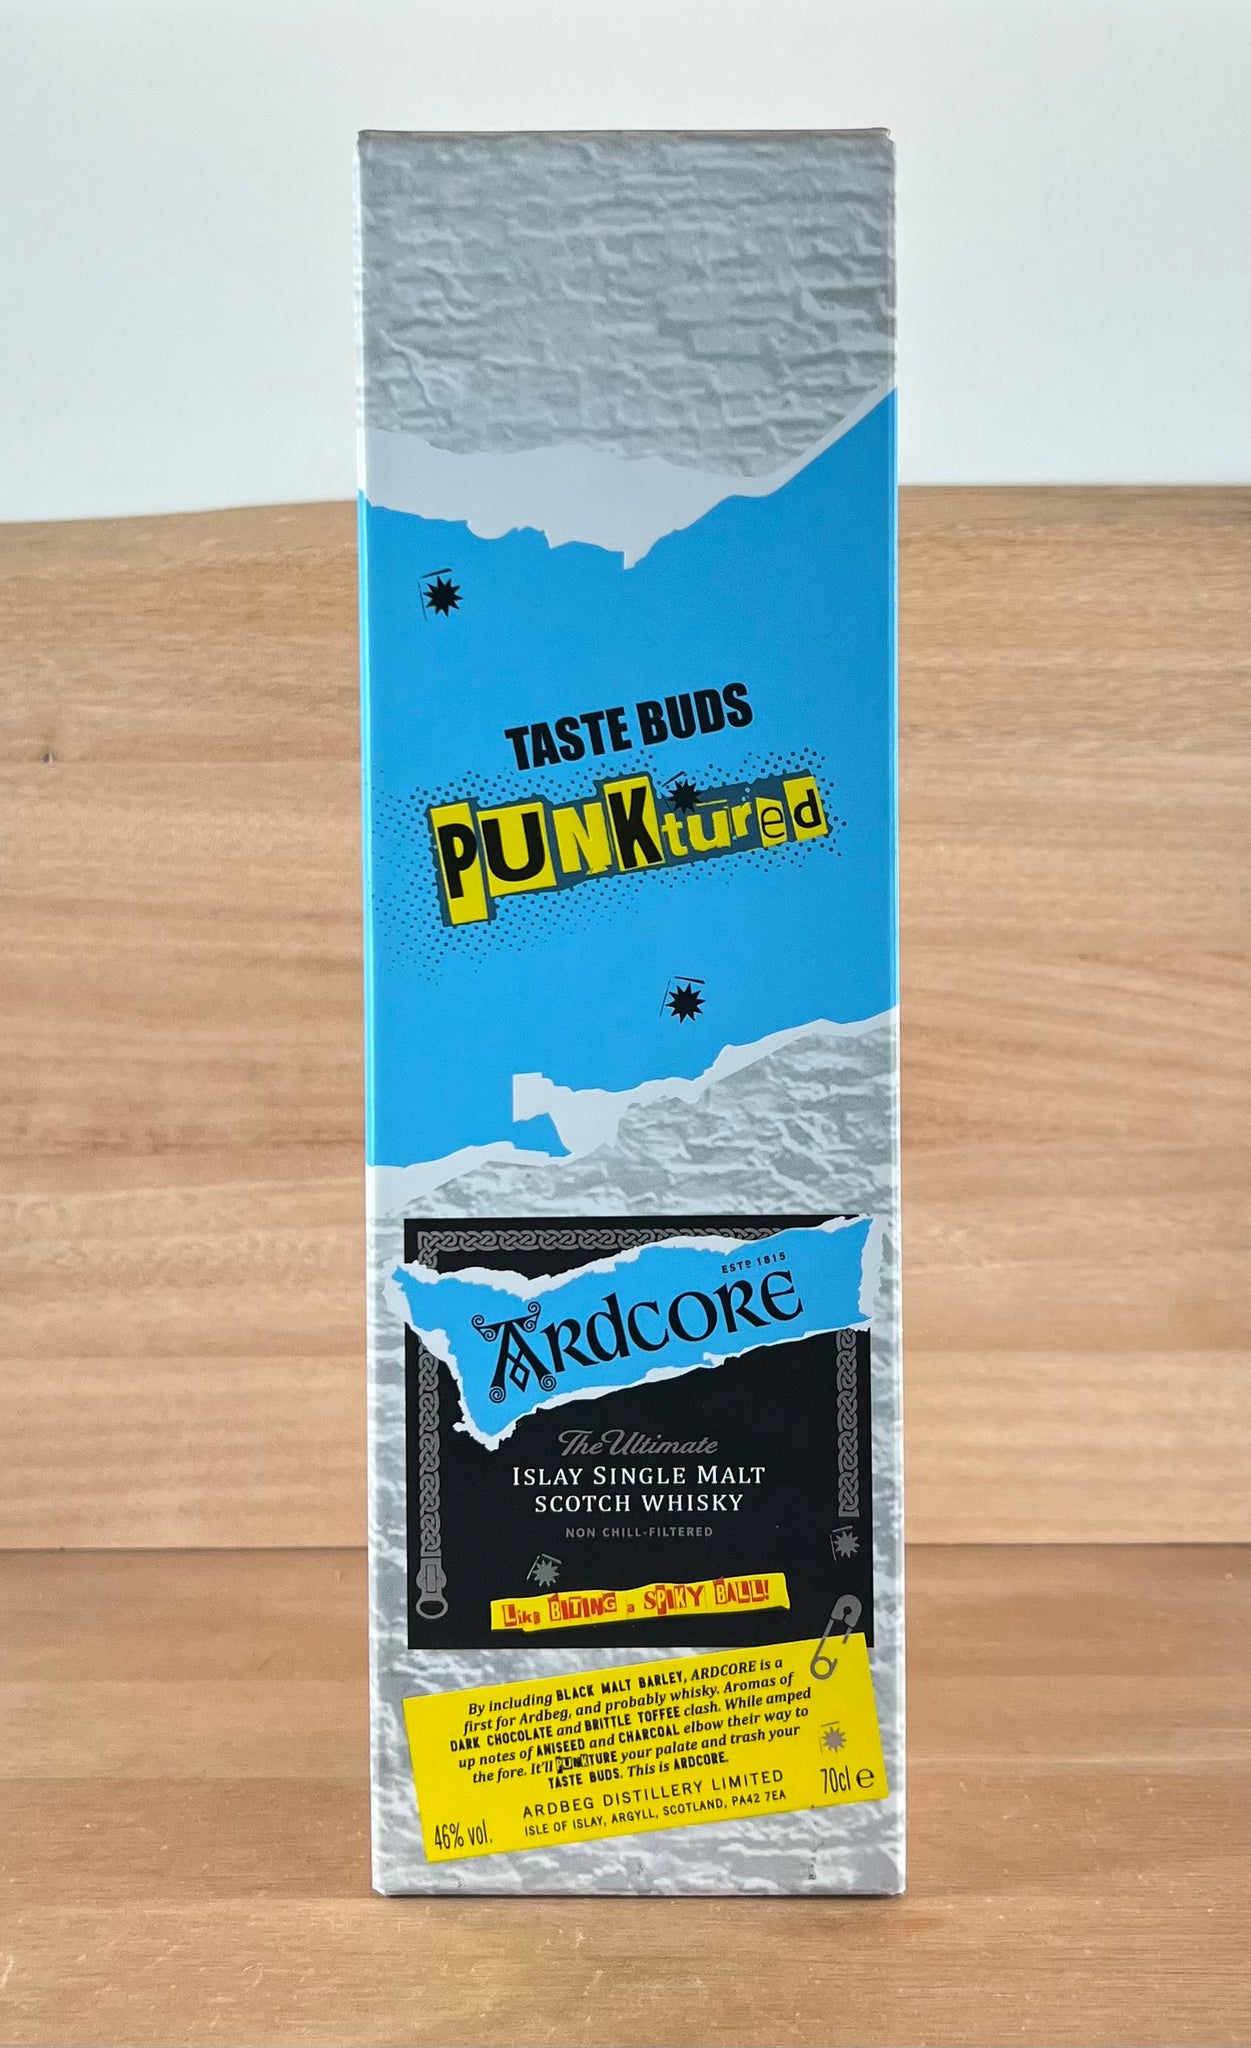 TASTE BUDS
PUNKtured
ESTD 1815
ARDCORE
The Ultimate
ISLAY SINGLE MALT
SCOTCH WHISKY
NON CHILL-FILTERED
Like BITING a SPIKY BALL!
By including BLACK MALT BARLEY, ARDCORE is a
first for Ardbeg, and probably whisky. Aromas of
DARK CHOCOLATE and BRITTLE TOFFEE clash. While amped
up notes of ANISEED and CHARCOAL elbow their way to
the fore. It'll PUNKTURE your palate and trash your
TASTE BUDS. This is ARDCORE.
ARDBEG DISTILLERY LIMITED
ISLE OF ISLAY, ARGYLL, SCOTLAND, PA42 7EA
46% vol.
70cl e